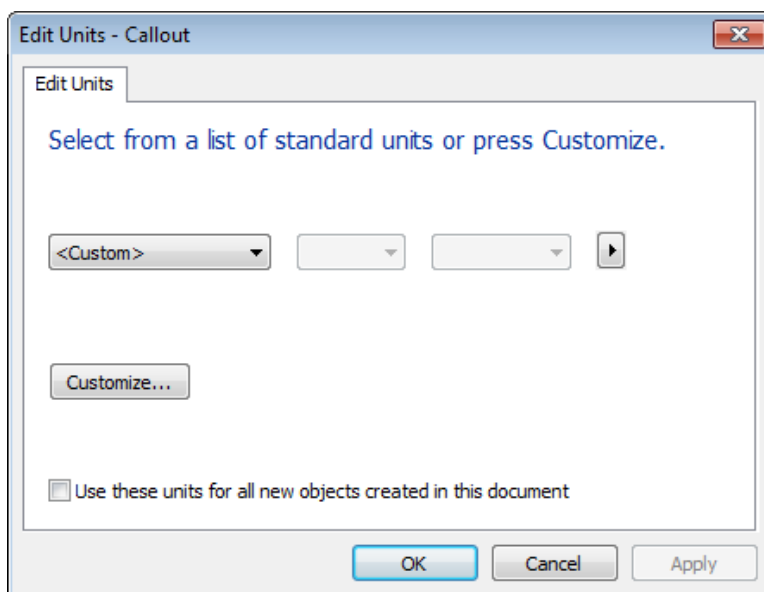 Edit Units - Callout
Edit Units
Select from a list of standard units or press Customize.
<Custom>
Customize...
Use these units for all new objects created in this document
OK Cancel Apply